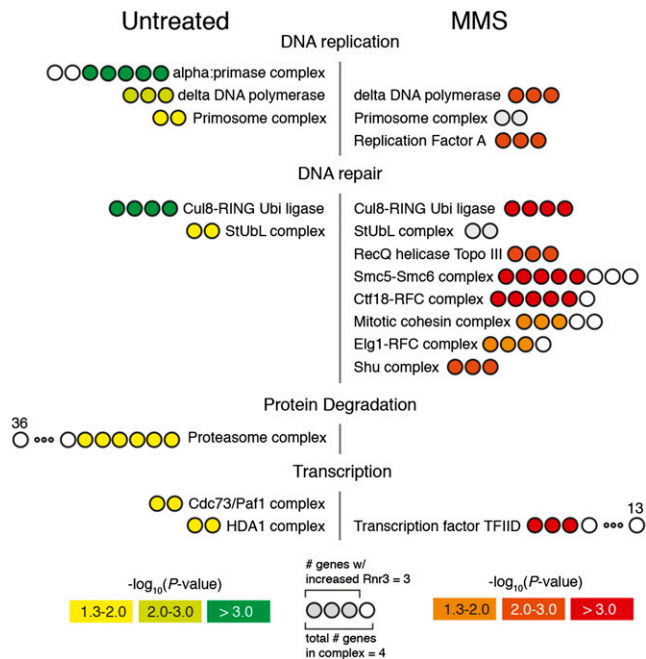 Untreated MMS
DNA replication
alpha:primase complex
delta DNA polymerase delta DNA polymerase
Primosome complex Primosome complex
Replication Factor A
DNA repair
Cul8-RING Ubi ligase Cul8-RING Ubi ligase
StUbL complex StUbL complex
RecQ helicase Topo III
Smc5-Smc6 complex
Ctf18-RFC complex
Mitotic cohesin complex
Elg1-RFC complex
Shu complex
Protein Degradation
36
Proteasome complex
Transcription
Cdc73/Paf1 complex
13
HDA1 complex Transcription factor TFIID
-log10(P-value)
1.3-2.0 2.0-3.0 > 3.0
# genes w/
increased Rnr3 = 3
total # genes
in complex = 4
-log10(P-value)
1.3-2.0 2.0-3.0 > 3.0